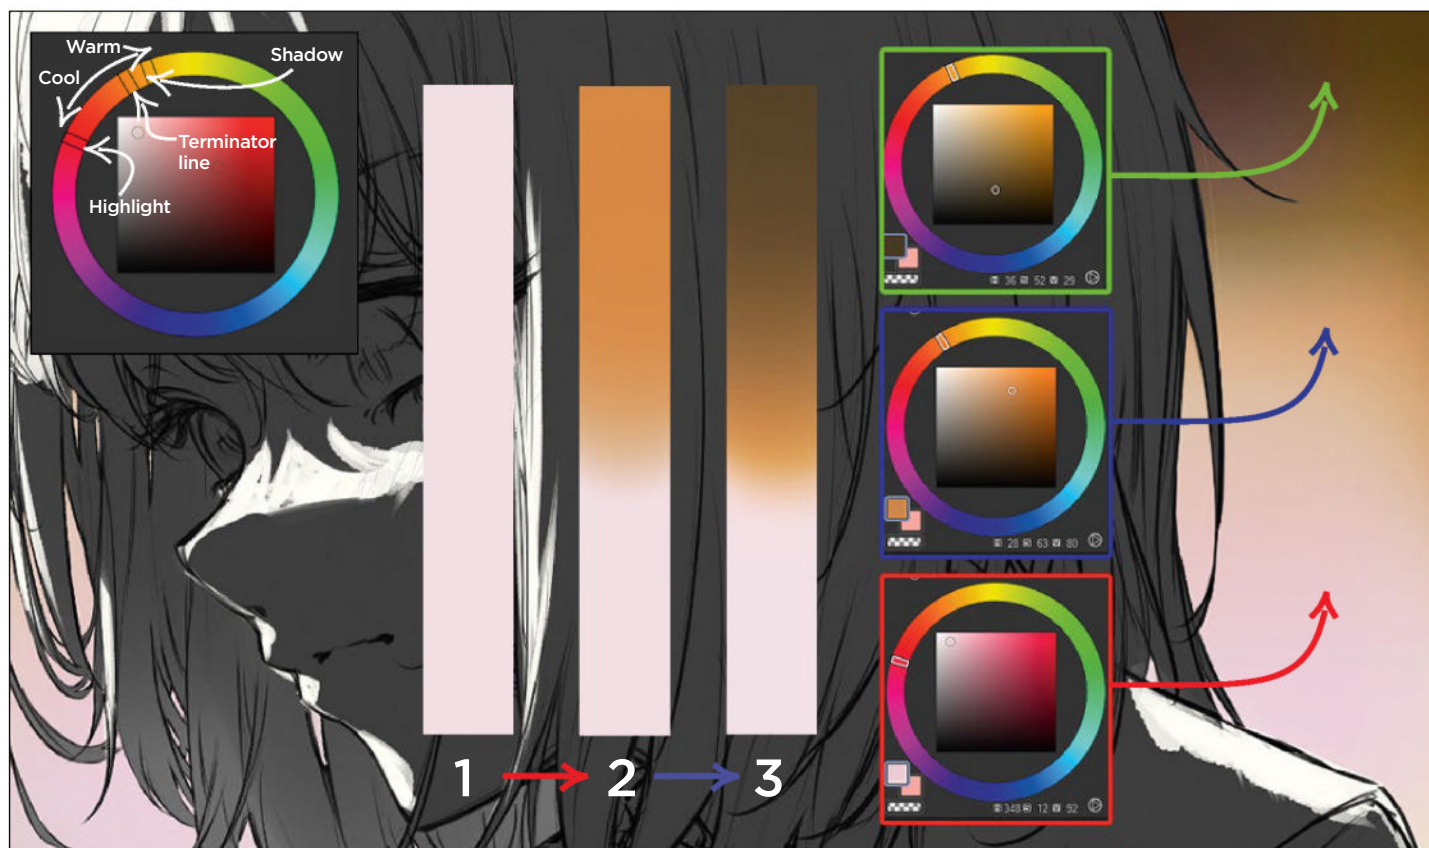 Warm
Shadow
Cool
Terminator
line
Highlight
36 52 29
28 63 80
348 12 92
1
2
3